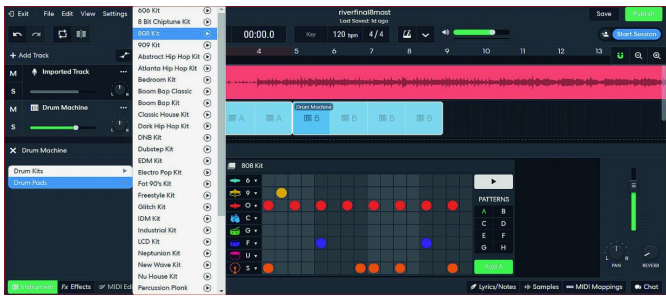 Exit File Edit View Settings
riverfinal8mast
Last Saved: 1d ago
Save Publish
00:00.0 Key 120 bpm 4/4
Start Session
+ Add Track
4 5 6 7 8 9 10 11 12 13
M Imported Track ...
S
M Drum Machine ...
S
Drum Machine
A A B B B B
X Drum Machine
Drum Kits
Drum Pads
606 Kit
8 Bit Chiptune Kit
808 Kit
909 Kit
Abstract Hip Hop Kit
Atlanta Hip Hop Kit
Bedroom Kit
Boom Bap Classic
Boom Bap Kit
Classic House Kit
Dark Hip Hop Kit
DNB Kit
Dubstep Kit
EDM Kit
Electro Pop Kit
Fat 90's Kit
Freestyle Kit
Glitch Kit
IDM Kit
Industrial Kit
LCD Kit
Neptunian Kit
New Wave Kit
Nu House Kit
Percussion Plank
808 Kit
6
9
O
C
G
F
U
S
PATTERNS
A B
C D
E F
G H
Add A
L R
PAN REVERB
Instrument Fx Effects MIDI Edi
Lyrics/Notes Samples MIDI Mappings Chat